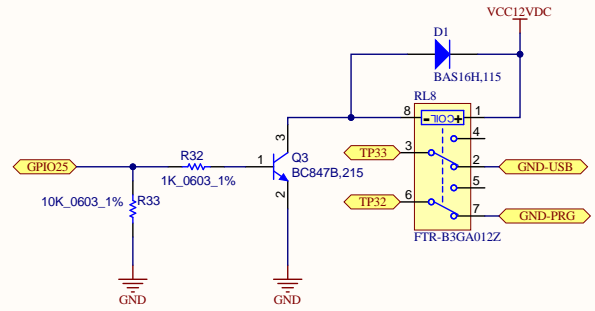 VCC12VDC
D1
BAS16H,115
RL8
8 - COIL + 1
4
TP33 3
2 GND-USB
5
TP32 6
7 GND-PRG
FTR-B3GA012Z
3
Q3
BC847B,215
1
2
R32
1K_0603_1%
GPIO25
10K_0603_1% R33
GND
GND